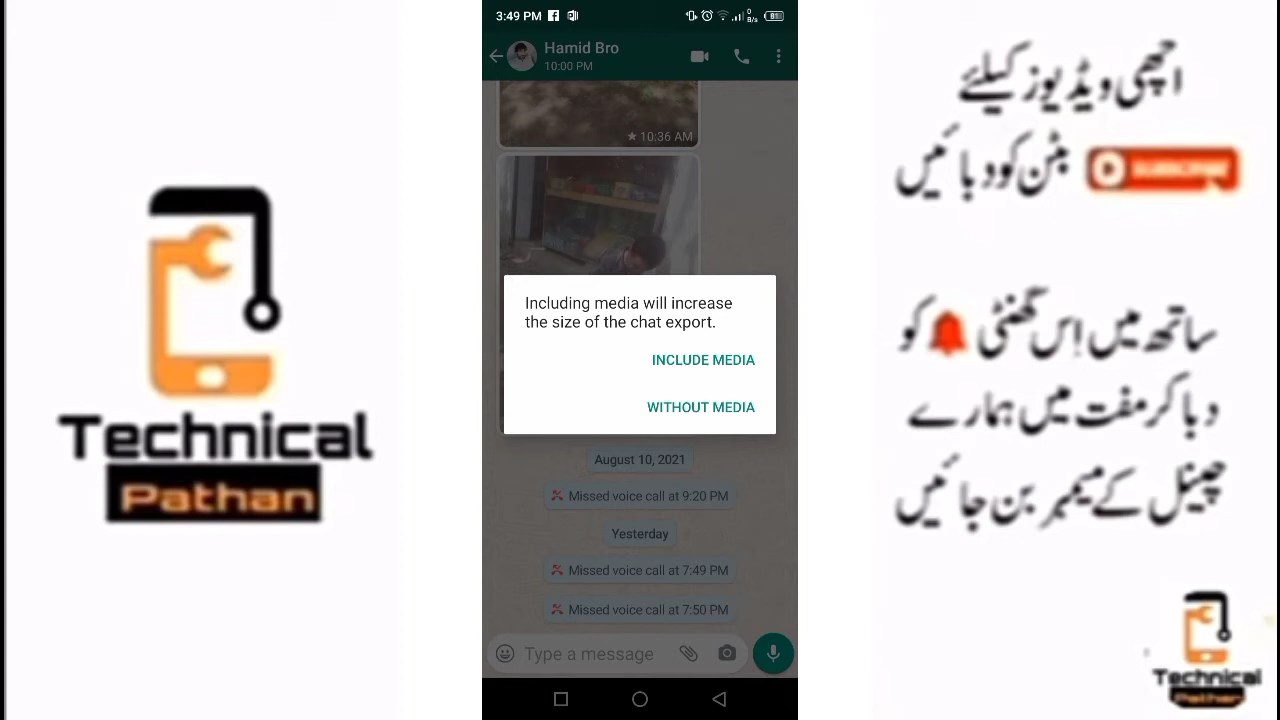 Technical
Pathan
3:49 PM
0
B/s
Hamid Bro
10:00 PM
10:36 AM
Including media will increase
the size of the chat export.
INCLUDE MEDIA
WITHOUT MEDIA
August 10, 2021
Missed voice call at 9:20 PM
Yesterday
Missed voice call at 7:49 PM
Missed voice call at 7:50 PM
Type a message
اچھی ویڈیوز کیلئے
SUBSCRIBE بٹن کو دبائیں
ساتھ میں اِس گھنٹی کو
دبا کر مفت میں ہمارے
چینل کے میمبر بن جائیں
Technical
Pathan